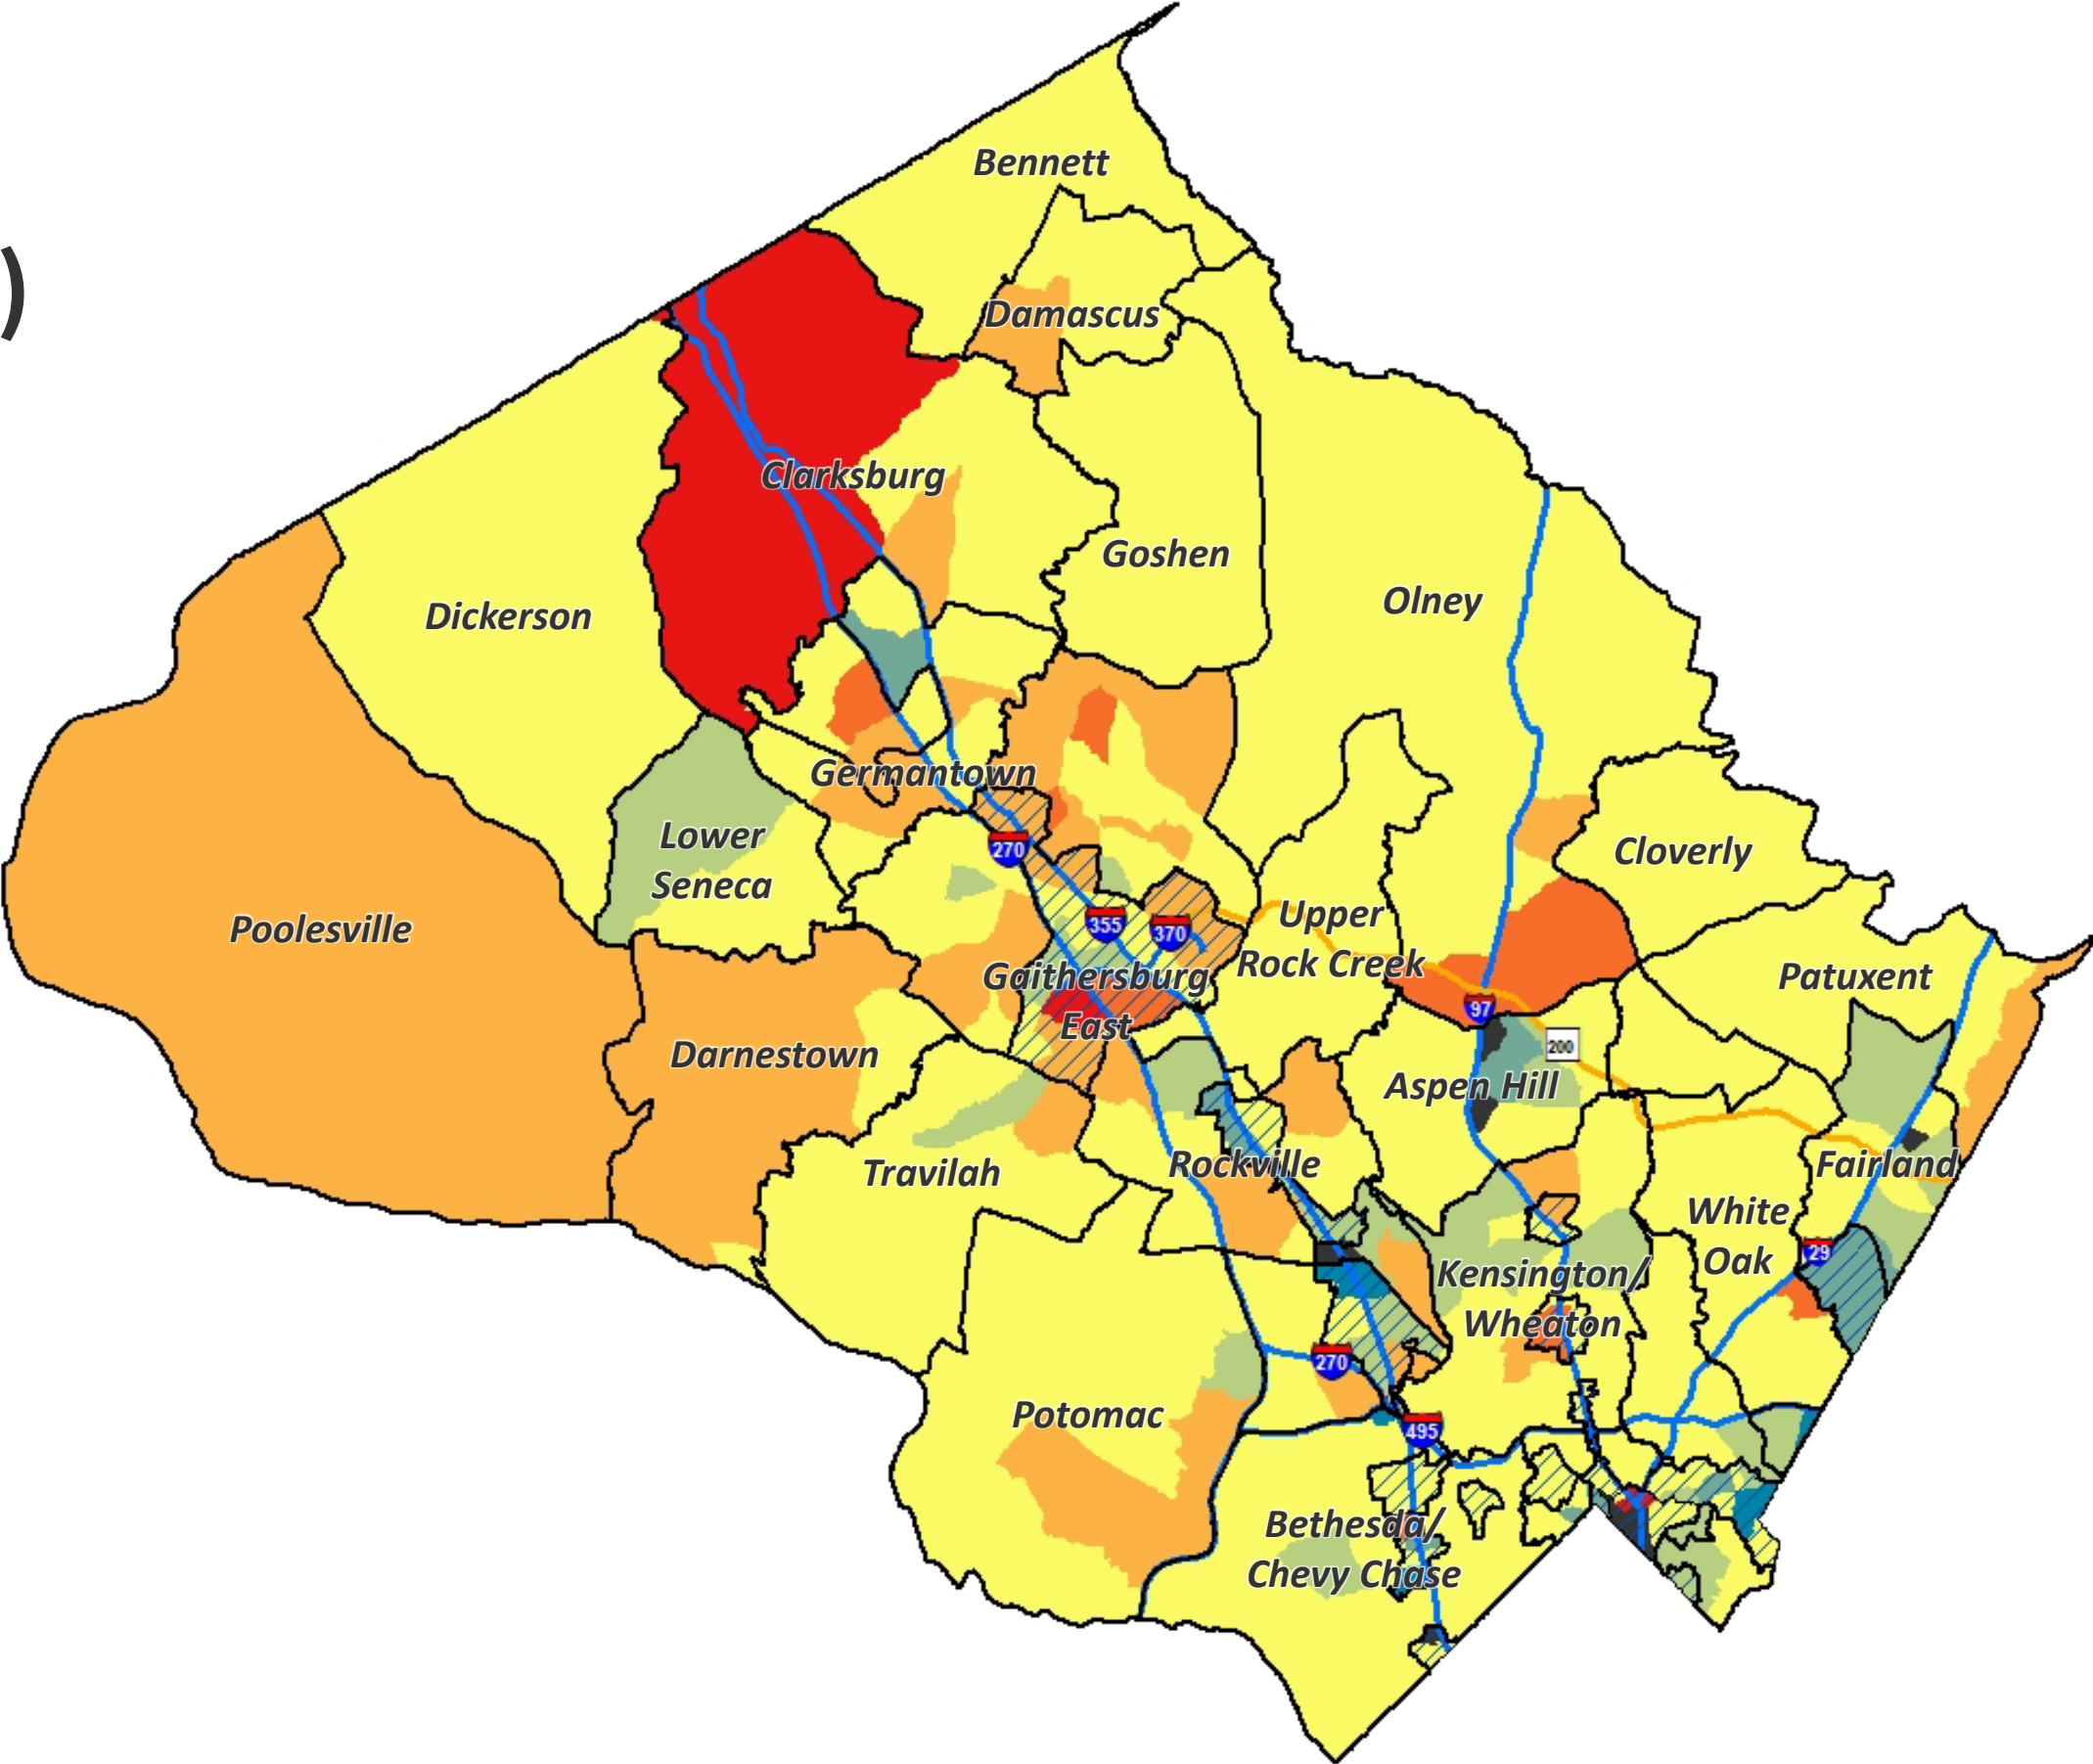 Bennett
)
Damascus
Clarksburg
Goshen
Olney
Dickerson
Germantown
Lower
Seneca
270
Cloverly
Poolesville
355
370
Upper
Rock Creek
Gaithersburg
East
Patuxent
97
200
Darnestown
Aspen Hill
Travilah
Rockville
Fairland
White
Oak
29
Kensington/
Wheaton
270
Potomac
495
Bethesda/
Chevy Chase